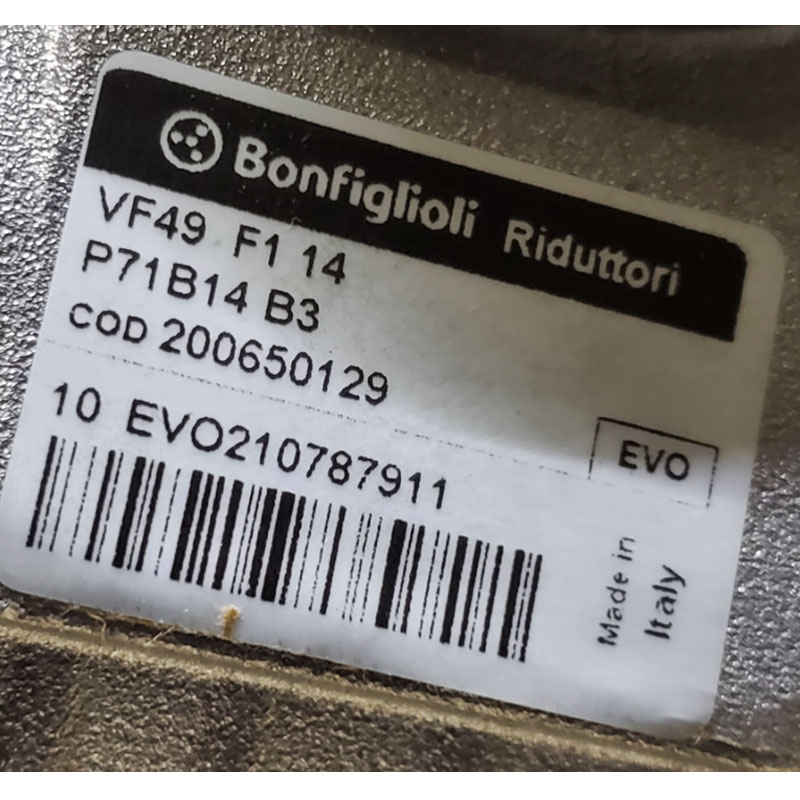 Bonfiglioli Riduttori
VF49 F1 14
P71B14 B3
COD 200650129
10 EVO210787911
EVO
Made in
Italy